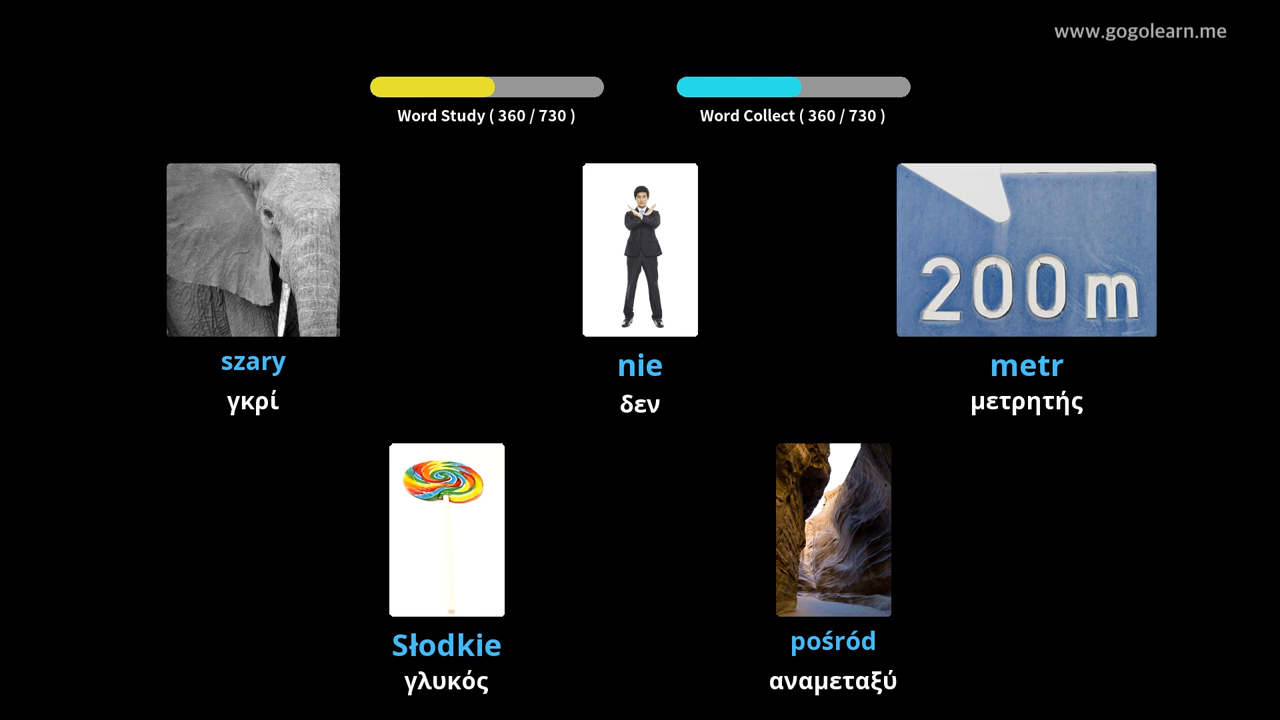 www.gogolearn.me
Word Study ( 360 / 730 )
Word Collect ( 360 / 730 )
200 m
szary
γκρί
nie
δεν
metr
μετρητής
Słodkie
γλυκός
pośród
αναμεταξύ